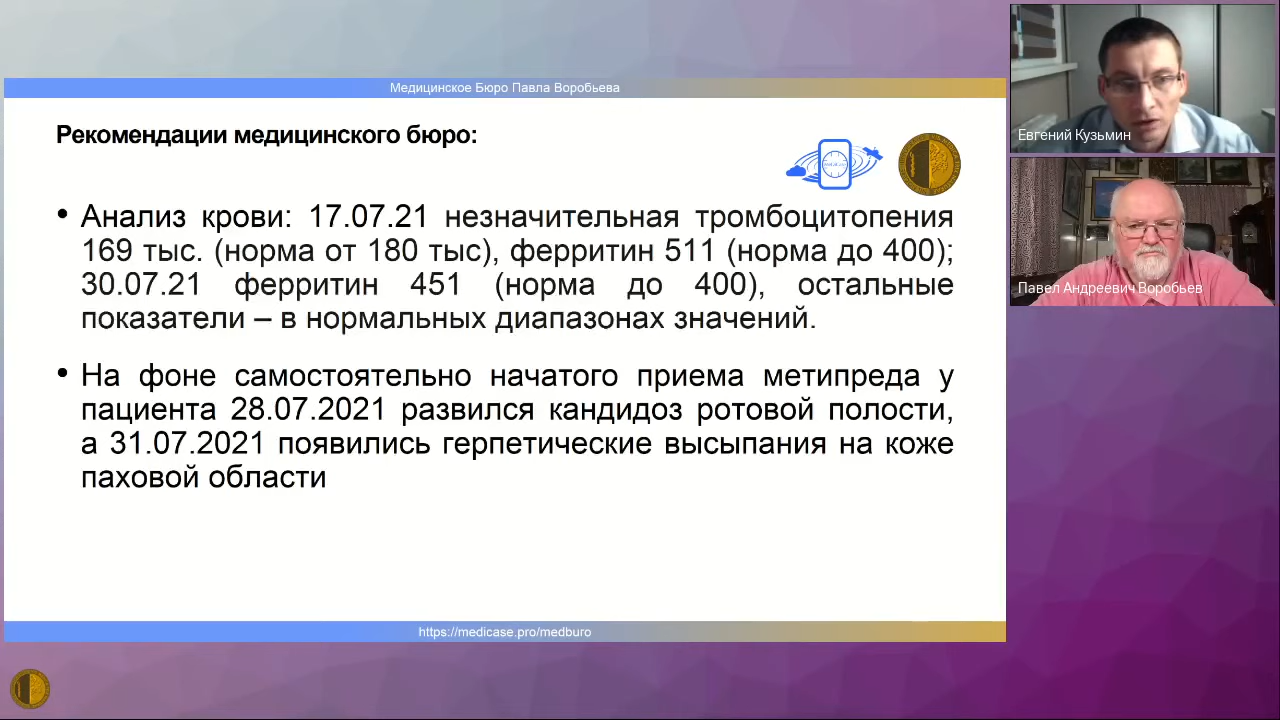 Медицинское Бюро Павла Воробьева
Рекомендации медицинского бюро:
• Анализ крови: 17.07.21 незначительная тромбоцитопения
169 тыс. (норма от 180 тыс), ферритин 511 (норма до 400);
30.07.21 ферритин 451 (норма до 400), остальные
показатели – в нормальных диапазонах значений.
• На фоне самостоятельно начатого приема метипреда у
пациента 28.07.2021 развился кандидоз ротовой полости,
а 31.07.2021 появились герпетические высыпания на коже
паховой области
https://medicase.pro/medburo
Евгений Кузьмин
Павел Андреевич Воробьев